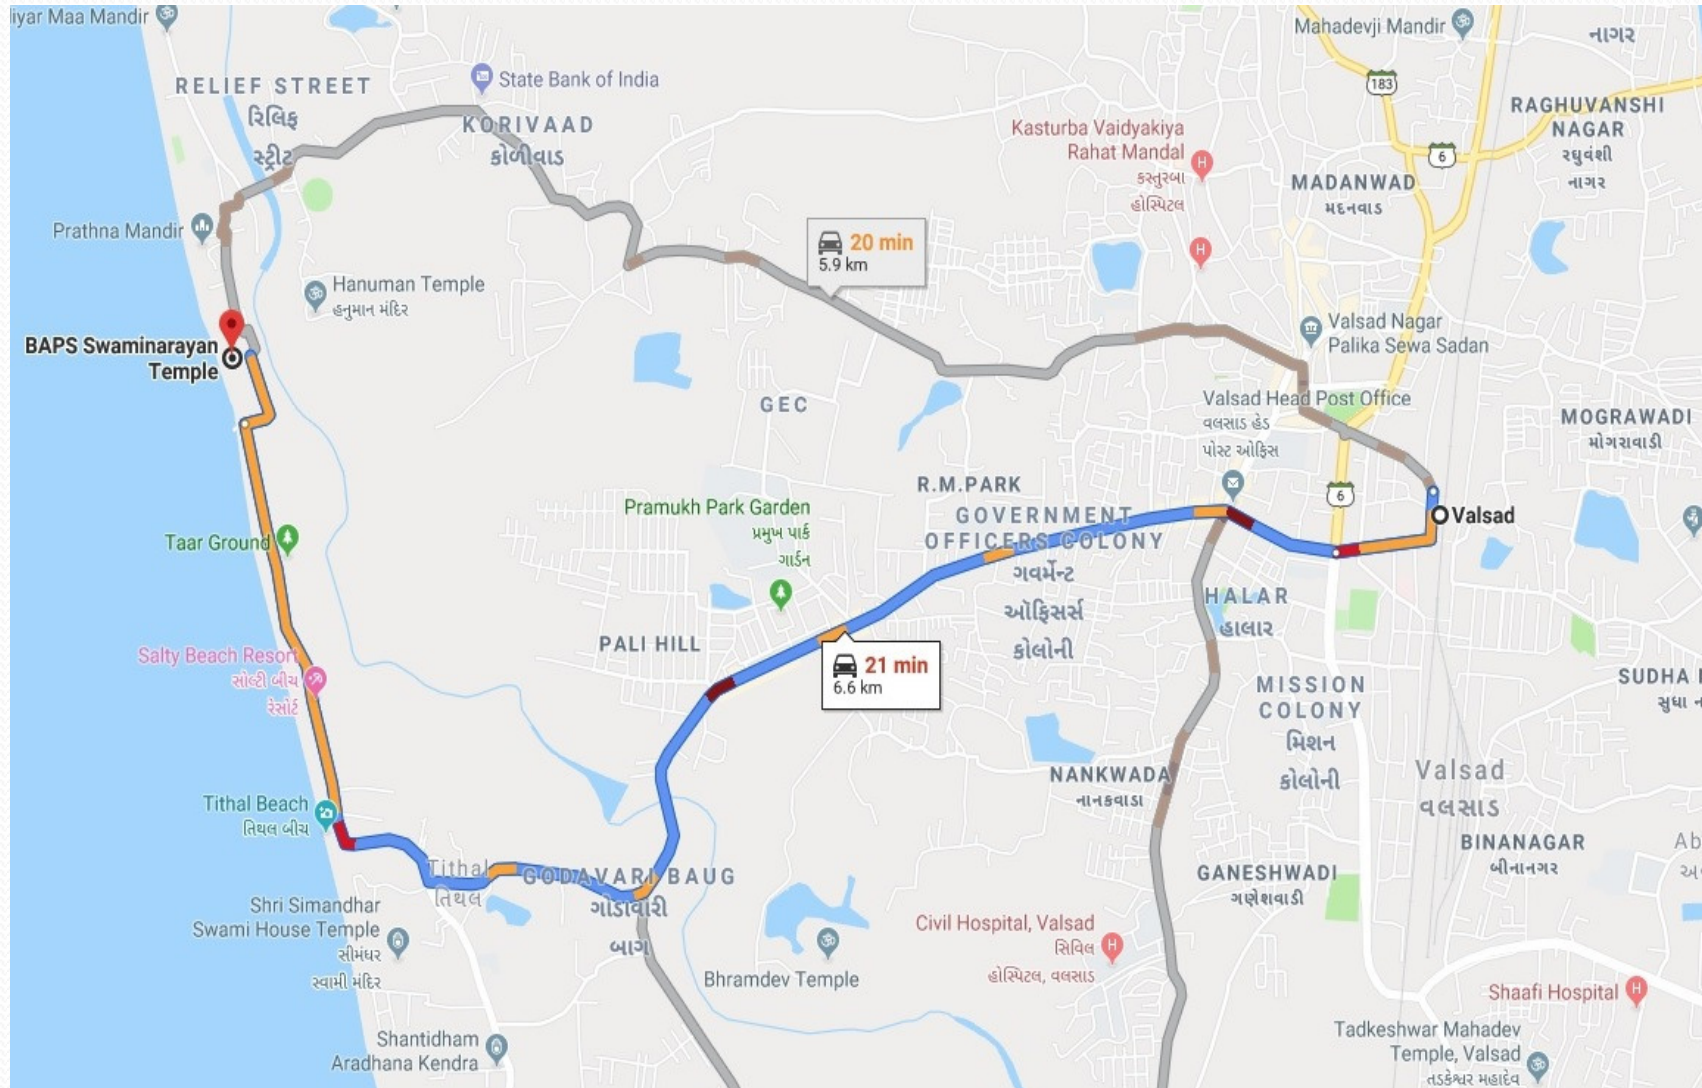 iyar Maa Mandir
Mahadevji Mandir
નાગર
RELIEF STREET
રિલિફ
સ્ટ્રીટ
State Bank of India
KORIVAAD
કોળીવાડ
183
6
RAGHUVANSHI
NAGAR
રઘુવંશી
નાગર
Kasturba Vaidyakiya
Rahat Mandal
કસ્તુરબા
હોસ્પિટલ
H
H
MADANWAD
મદનવાડ
Prathna Mandir
20 min
5.9 km
Hanuman Temple
હનુમાન મંદિર
BAPS Swaminarayan
Temple
Valsad Nagar
Palika Sewa Sadan
GEC
Valsad Head Post Office
વલસાડ હેડ
પોસ્ટ ઓફિસ
MOGRAWADI
મોગરાવાડી
R.M.PARK
6
Valsad
Pramukh Park Garden
પ્રમુખ પાર્ક
ગાર્ડન
GOVERNMENT
OFFICERS COLONY
ગવર્મેન્ટ
ઑફિસર્સ
કોલોની
Taar Ground
HALAR
હાલાર
PALI HILL
21 min
6.6 km
Salty Beach Resort
સોલ્ટી બીચ
રેસોર્ટ
SUDHA
સુધા
MISSION
COLONY
મિશન
કોલોની
NANKWADA
નાનકવાડા
Valsad
વલસાડ
Tithal Beach
તિથલ બીચ
BINANAGAR
બીનાનગર
Ab
Tithal
તિથલ
GODAVARI BAUG
ગોડાવારી
બાગ
GANESHWADI
ગણેશવાડી
Shri Simandhar
Swami House Temple
સીમંધર
સ્વામી મંદિર
Civil Hospital, Valsad
સિવિલ
હોસ્પિટલ, વલસાડ
H
Bhramdev Temple
Shaafi Hospital
H
Shantidham
Aradhana Kendra
Tadkeshwar Mahadev
Temple, Valsad
તડકેશ્વર મહાદેવ